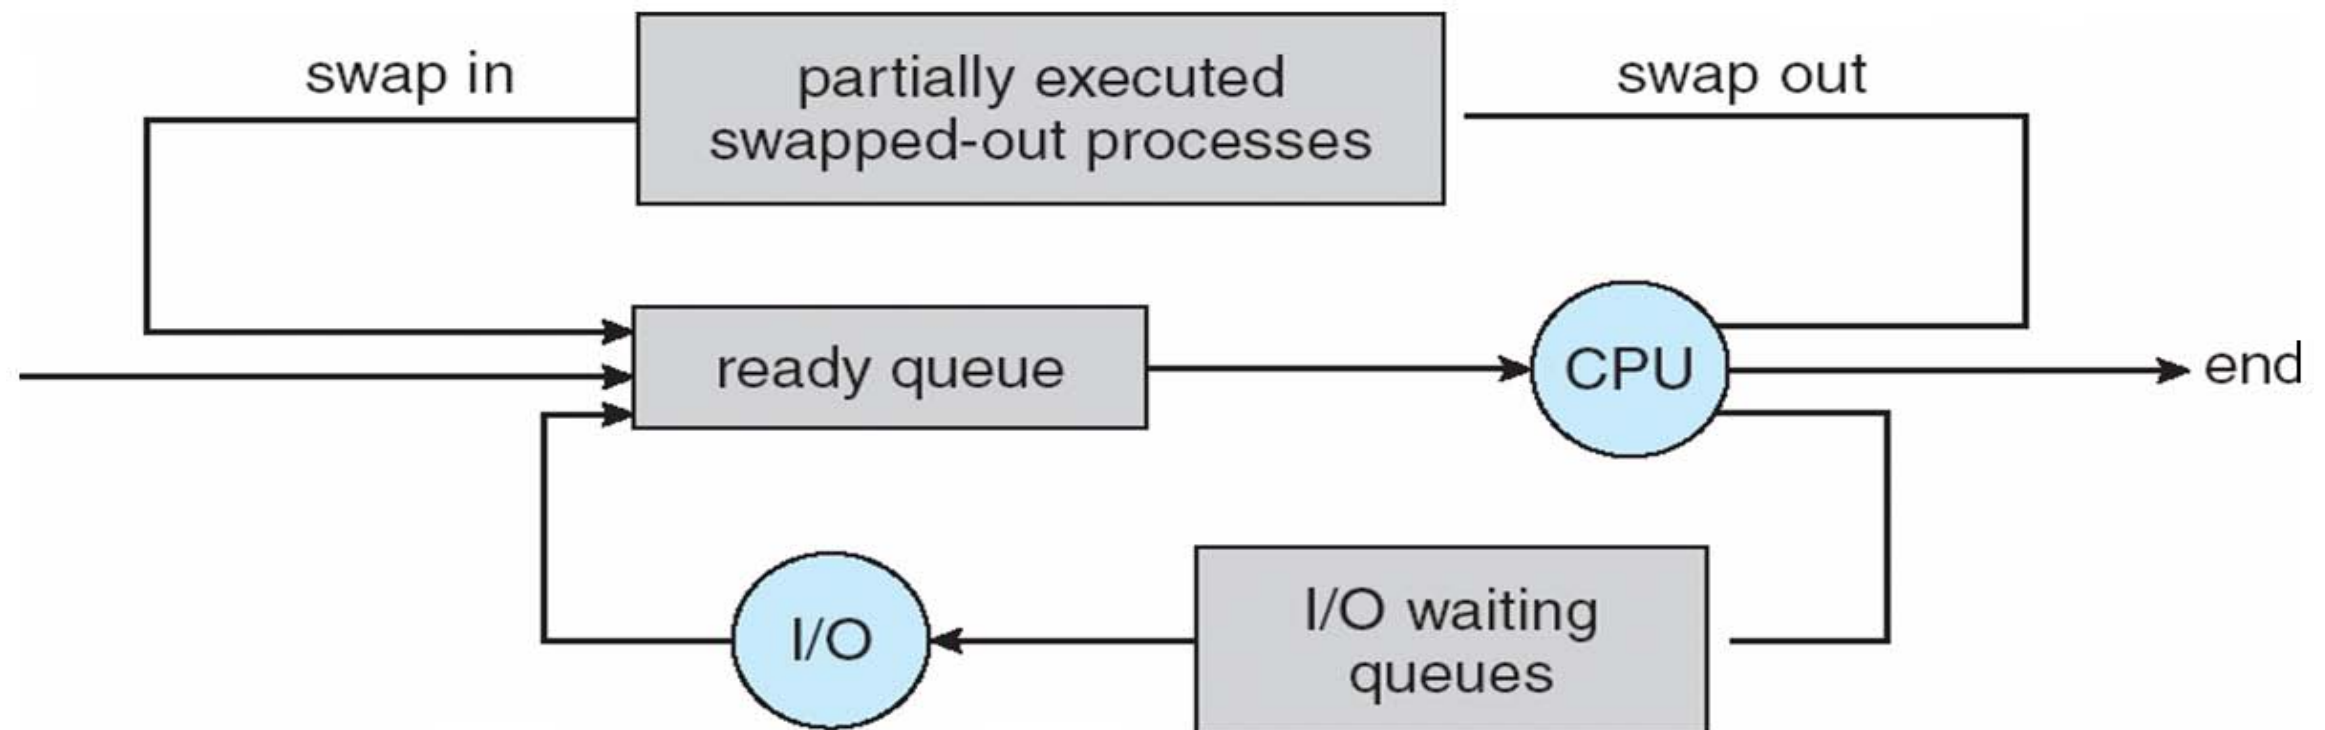 swap in
partially executed
swapped-out processes
swap out
ready queue
CPU
end
I/O
I/O waiting
queues